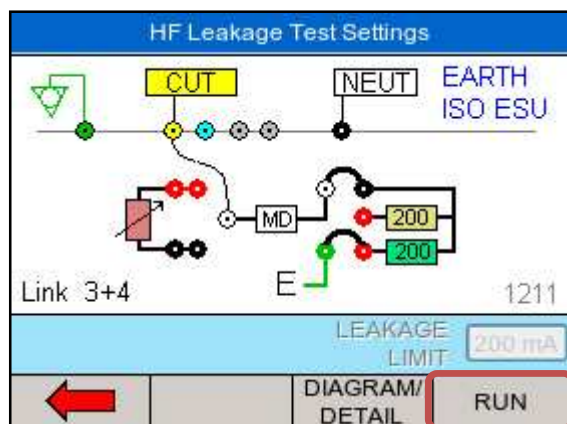 HF Leakage Test Settings
CUT
NEUT
EARTH
ISO ESU
MD
200
200
E
Link 3+4
1211
LEAKAGE
LIMIT
200 mA
DIAGRAM/
DETAIL
RUN